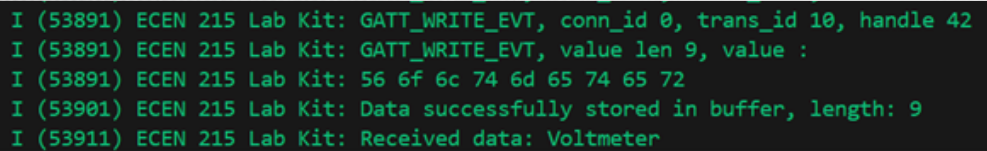 I (53891) ECEN 215 Lab Kit: GATT_WRITE_EVT, conn_id 0, trans_id 10, handle 42
I (53891) ECEN 215 Lab Kit: GATT_WRITE_EVT, value len 9, value :
I (53891) ECEN 215 Lab Kit: 56 6f 6c 74 6d 65 74 65 72
I (53901) ECEN 215 Lab Kit: Data successfully stored in buffer, length: 9
I (53911) ECEN 215 Lab Kit: Received data: Voltmeter